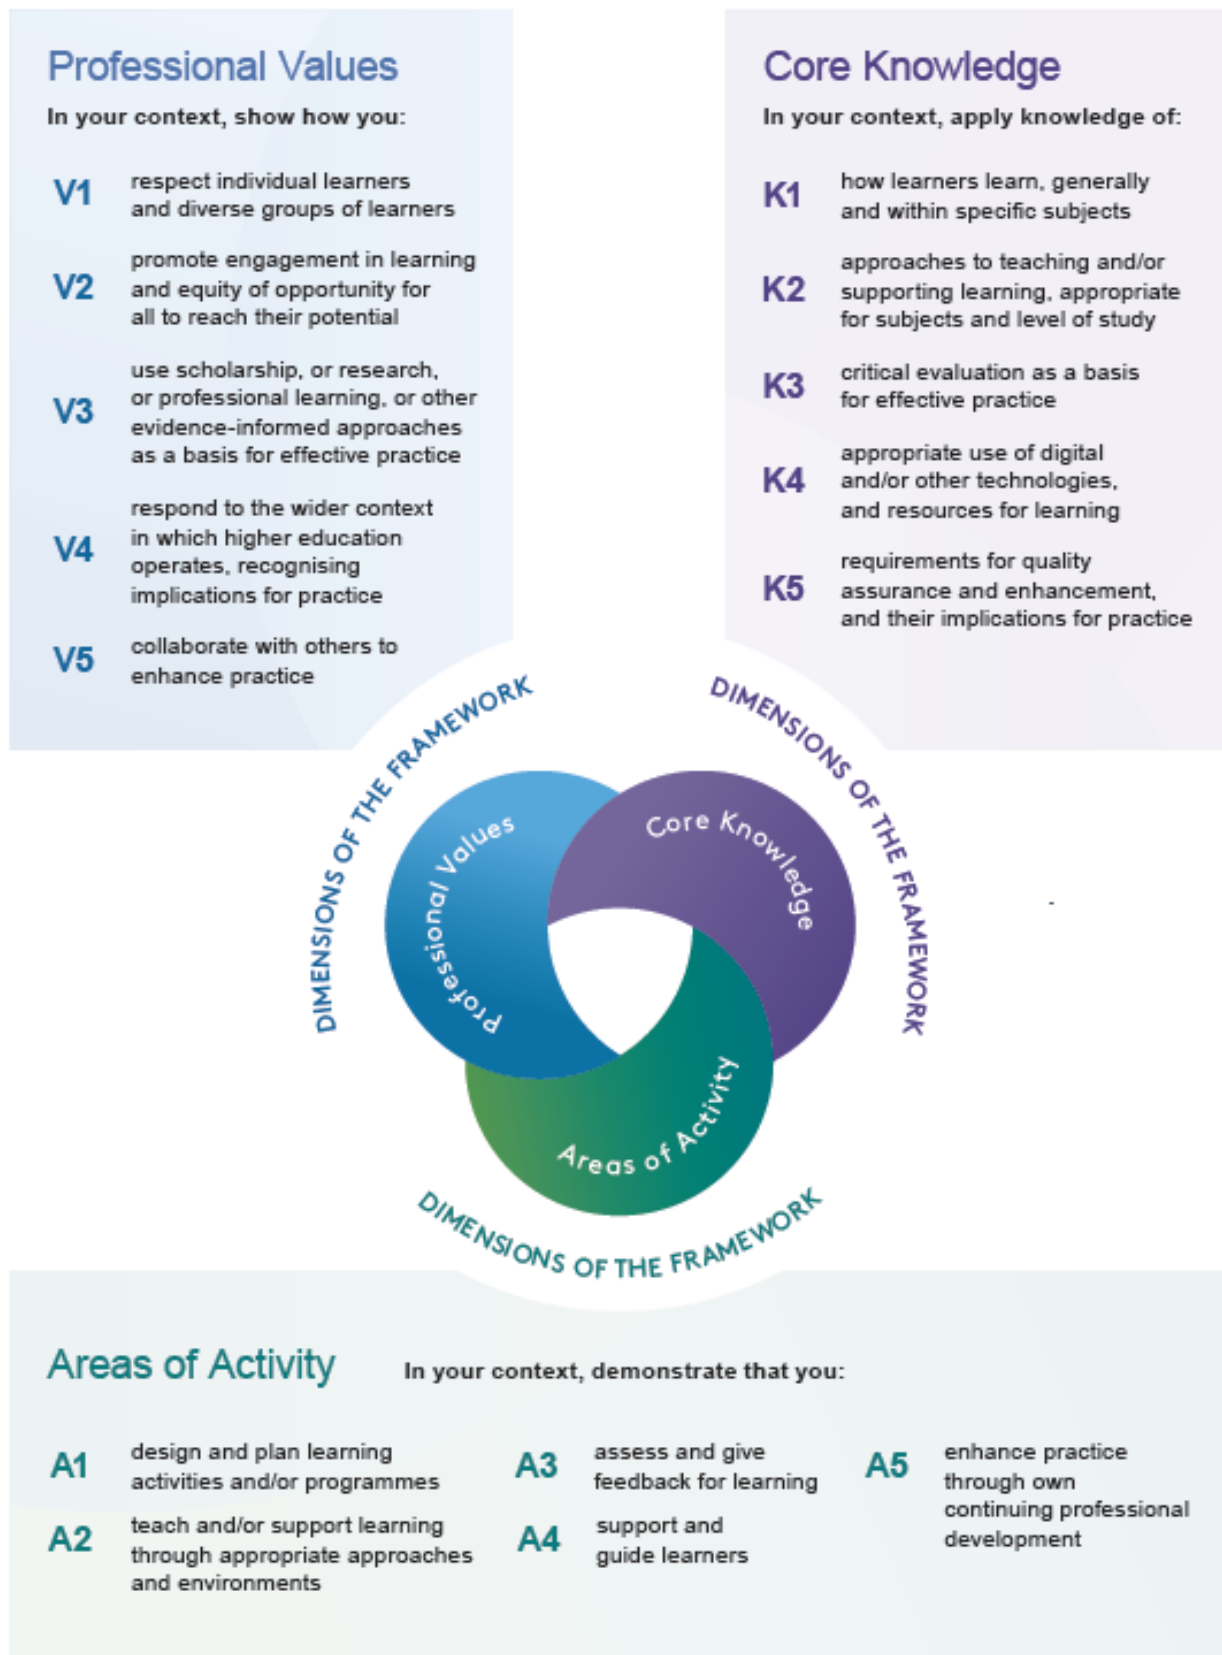 Professional Values
In your context, show how you:
V1
respect individual learners
and diverse groups of learners
V2
promote engagement in learning
and equity of opportunity for
all to reach their potential
V3
use scholarship, or research,
or professional learning, or other
evidence-informed approaches
as a basis for effective practice
V4
respond to the wider context
in which higher education
operates, recognising
implications for practice
V5
collaborate with others to
enhance practice
Core Knowledge
In your context, apply knowledge of:
K1
how learners learn, generally
and within specific subjects
K2
approaches to teaching and/or
supporting learning, appropriate
for subjects and level of study
K3
critical evaluation as a basis
for effective practice
K4
appropriate use of digital
and/or other technologies,
and resources for learning
K5
requirements for quality
assurance and enhancement,
and their implications for practice
DIMENSIONS OF THE FRAMEWORK
DIMENSIONS OF THE FRAMEWORK
Professional Values
Core Knowledge
Areas of Activity
DIMENSIONS OF THE FRAMEWORK
Areas of Activity
In your context, demonstrate that you:
A1
design and plan learning
activities and/or programmes
A2
teach and/or support learning
through appropriate approaches
and environments
A3
assess and give
feedback for learning
A4
support and
guide learners
A5
enhance practice
through own
continuing professional
development